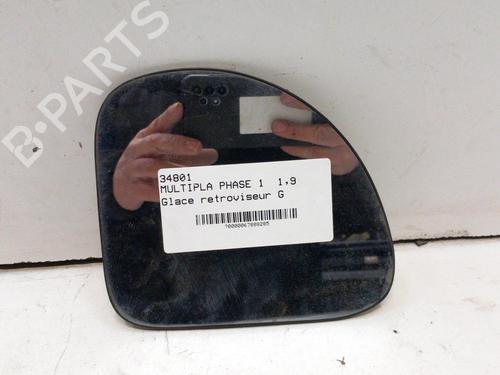 B-PARTS
34801
MULTIPLA PHASE 1 1,9
Glace retroviseur G